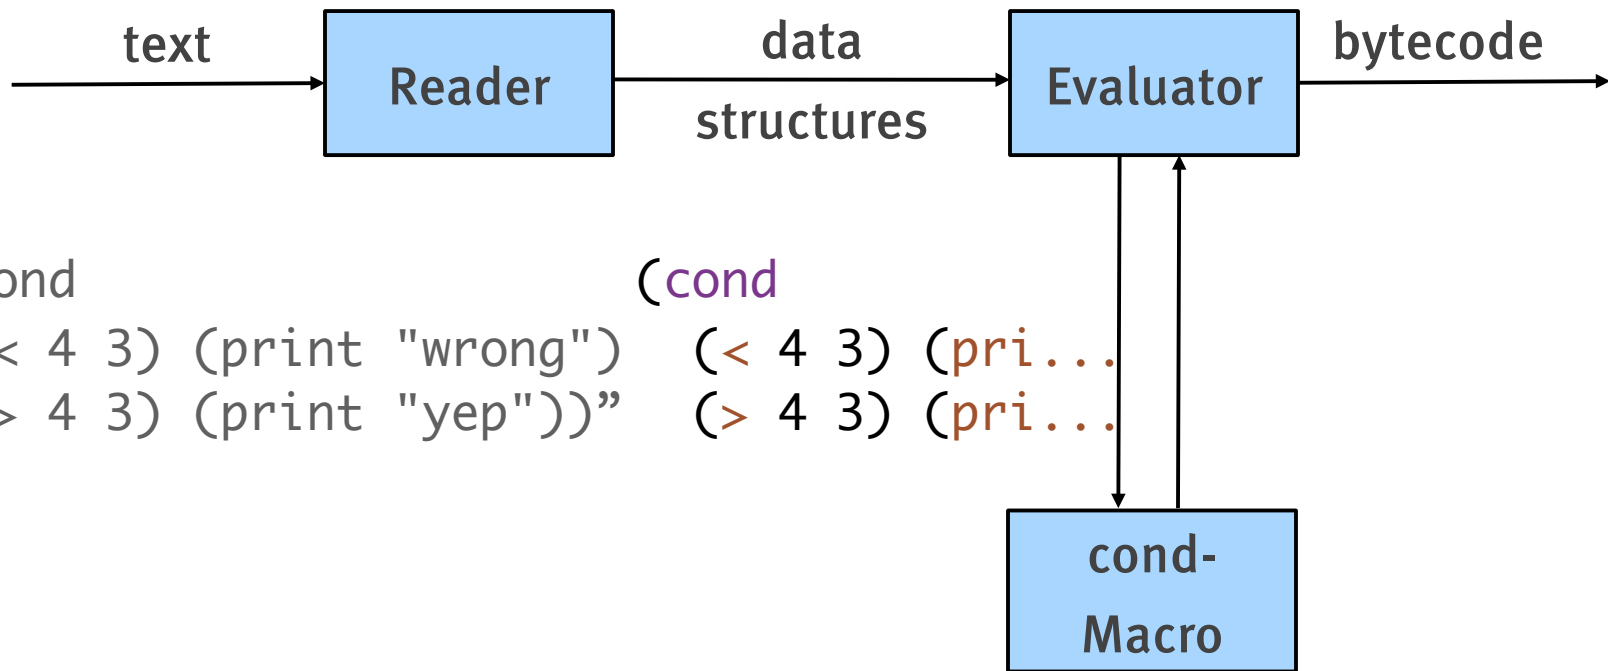 text
Reader
data
structures
Evaluator
bytecode
ond
< 4 3) (print "wrong")
> 4 3) (print "yep"))”
(cond
(< 4 3) (pri...
(> 4 3) (pri...
cond-
Macro